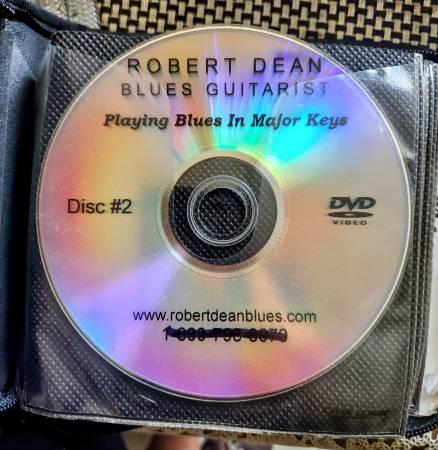 ROBERT DEAN
BLUES GUITARIST
Playing Blues In Major Keys
Disc #2
DVD
VIDEO
www.robertdeanblues.com